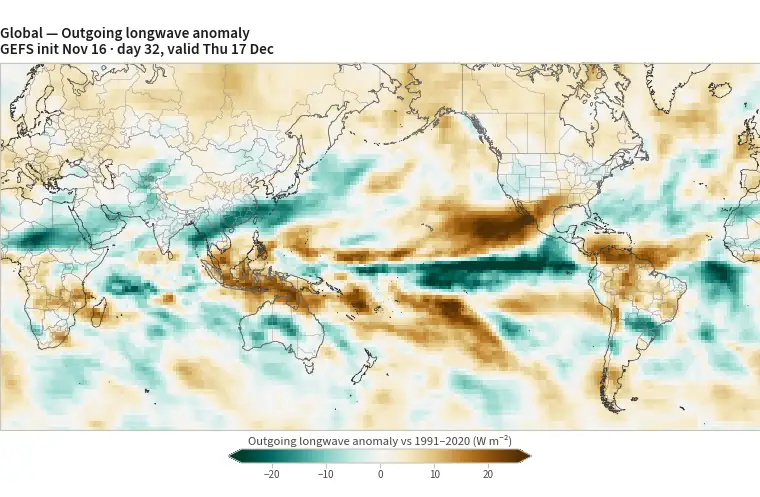 Global — Outgoing longwave anomaly
GEFS init Nov 16 · day 32, valid Thu 17 Dec
Outgoing longwave anomaly vs 1991–2020 (W m⁻²)
−20 −10 0 10 20